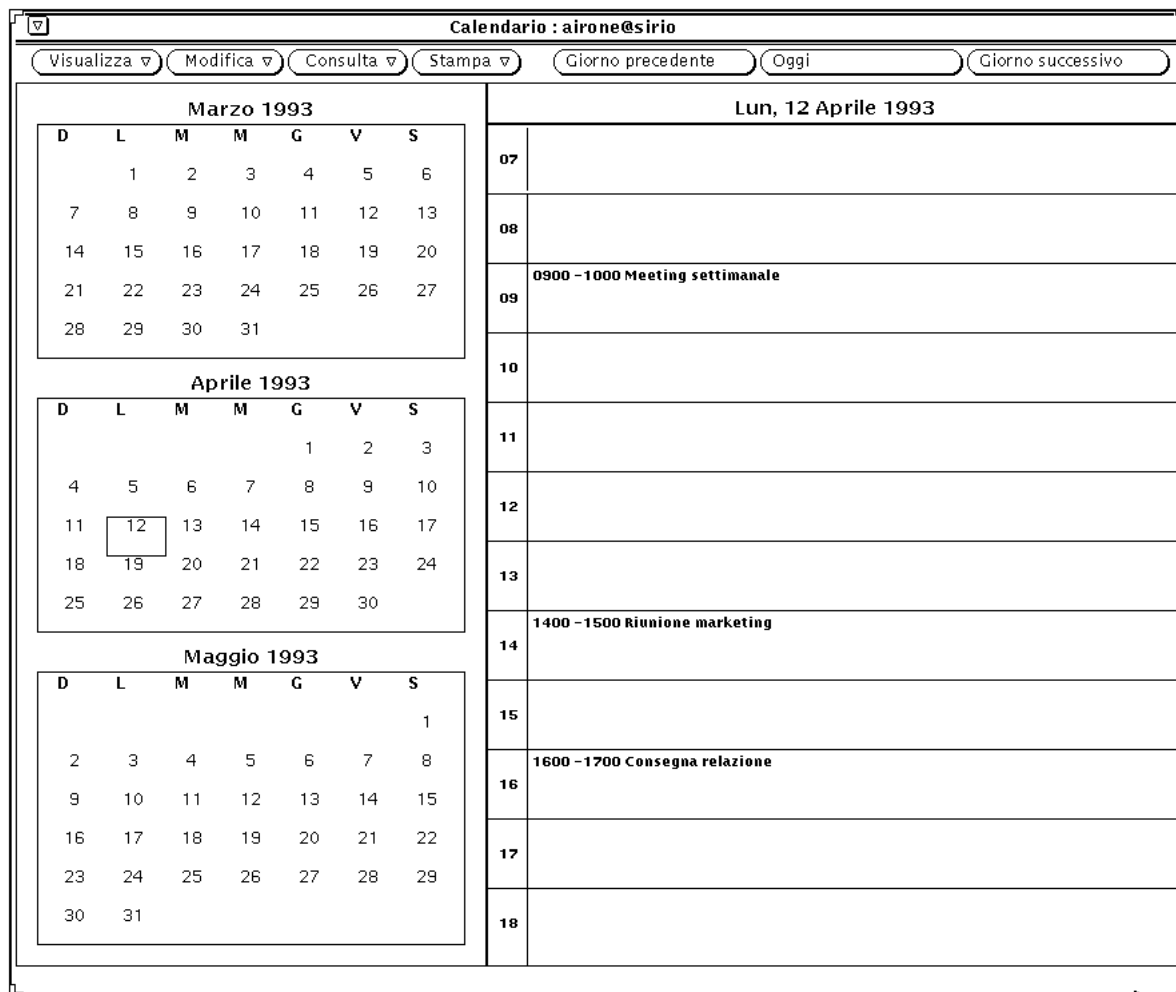 Calendario : airone@sirio
Visualizza Modifica Consulta Stampa Giorno precedente Oggi Giorno successivo
Marzo 1993
D L M M G V S
1 2 3 4 5 6
7 8 9 10 11 12 13
14 15 16 17 18 19 20
21 22 23 24 25 26 27
28 29 30 31
Aprile 1993
D L M M G V S
1 2 3
4 5 6 7 8 9 10
11 12 13 14 15 16 17
18 19 20 21 22 23 24
25 26 27 28 29 30
Maggio 1993
D L M M G V S
1
2 3 4 5 6 7 8
9 10 11 12 13 14 15
16 17 18 19 20 21 22
23 24 25 26 27 28 29
30 31
Lun, 12 Aprile 1993
07
08
09 0900 -1000 Meeting settimanale
10
11
12
13
14 1400 -1500 Riunione marketing
15
16 1600 -1700 Consegna relazione
17
18